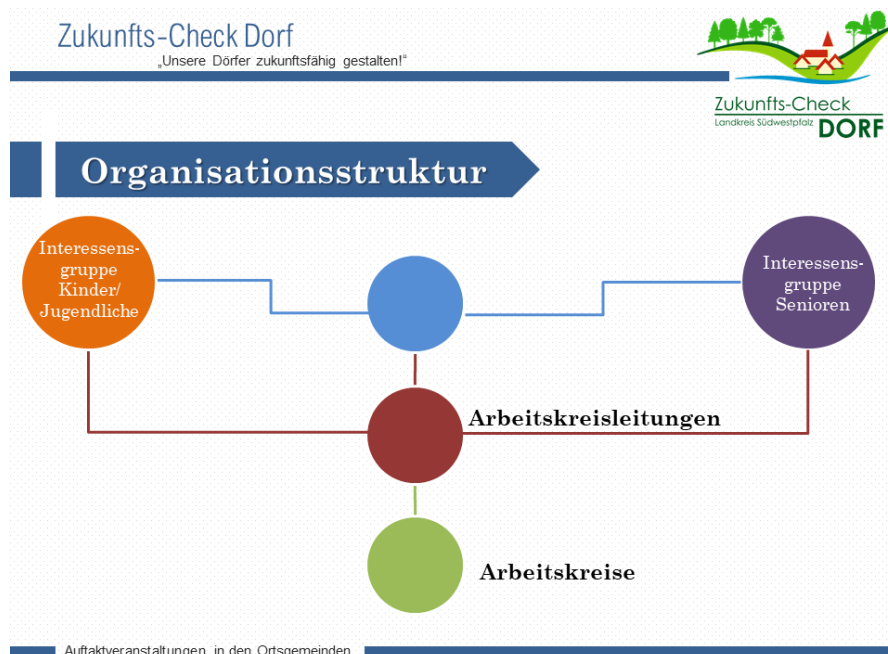 Zukunfts-Check Dorf
„Unsere Dörfer zukunftsfähig gestalten!“
Zukunfts-Check
Landkreis Südwestpfalz DORF
Organisationsstruktur
Interessens-
gruppe
Kinder/
Jugendliche
Interessens-
gruppe
Senioren
Arbeitskreisleitungen
Arbeitskreise
Auftaktveranstaltungen in den Ortsgemeinden